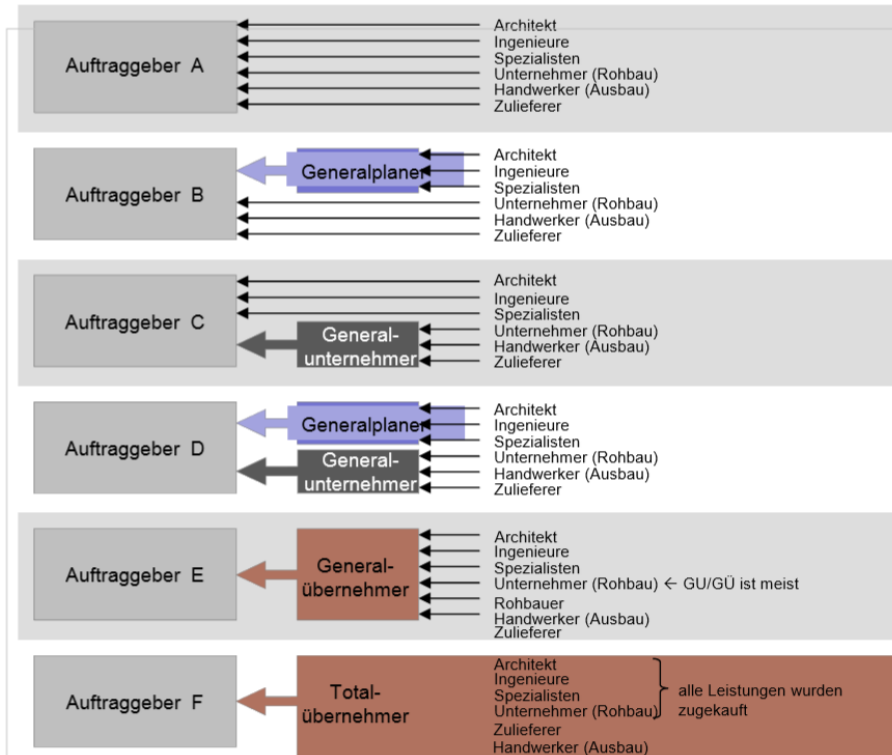 Auftraggeber A
Architekt
Ingenieure
Spezialisten
Unternehmer (Rohbau)
Handwerker (Ausbau)
Zulieferer
Auftraggeber B
Generalplaner
Architekt
Ingenieure
Spezialisten
Unternehmer (Rohbau)
Handwerker (Ausbau)
Zulieferer
Auftraggeber C
General-
unternehmer
Architekt
Ingenieure
Spezialisten
Unternehmer (Rohbau)
Handwerker (Ausbau)
Zulieferer
Auftraggeber D
Generalplaner
General-
unternehmer
Architekt
Ingenieure
Spezialisten
Unternehmer (Rohbau)
Handwerker (Ausbau)
Zulieferer
Auftraggeber E
General-
übernehmer
Architekt
Ingenieure
Spezialisten
Unternehmer (Rohbau) ← GU/GÜ ist meist
Rohbauer
Handwerker (Ausbau)
Zulieferer
Auftraggeber F
Total-
übernehmer
Architekt
Ingenieure
Spezialisten
Unternehmer (Rohbau)
Zulieferer
Handwerker (Ausbau)
alle Leistungen wurden
zugekauft